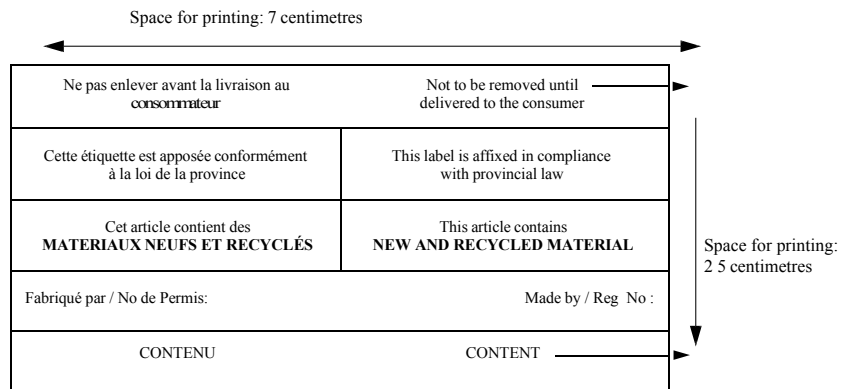 Space for printing: 7 centimetres
Ne pas enlever avant la livraison au
consommateur
Not to be removed until
delivered to the consumer
Cette étiquette est apposée conformément
à la loi de la province
This label is affixed in compliance
with provincial law
Cet article contient des
MATERIAUX NEUFS ET RECYCLÉS
This article contains
NEW AND RECYCLED MATERIAL
Space for printing:
2 5 centimetres
Fabriqué par / No de Permis:
Made by / Reg No :
CONTENU
CONTENT